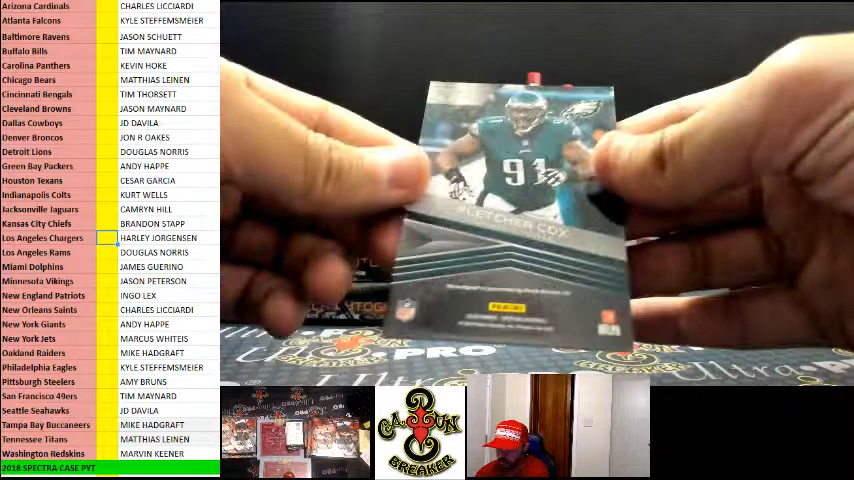 Arizona Cardinals CHARLES LICCIARDI
Atlanta Falcons KYLE STEFFEMSMEIER
Baltimore Ravens JASON SCHUETT
Buffalo Bills TIM MAYNARD
Carolina Panthers KEVIN HOKE
Chicago Bears MATTHIAS LEINEN
Cincinnati Bengals TIM THORSETT
Cleveland Browns JASON MAYNARD
Dallas Cowboys JD DAVILA
Denver Broncos JON R OAKES
Detroit Lions DOUGLAS NORRIS
Green Bay Packers ANDY HAPPE
Houston Texans CESAR GARCIA
Indianapolis Colts KURT WELLS
Jacksonville Jaguars CAMRYN HILL
Kansas City Chiefs BRANDON STAPP
Los Angeles Chargers HARLEY JORGENSEN
Los Angeles Rams DOUGLAS NORRIS
Miami Dolphins JAMES GUERINO
Minnesota Vikings JASON PETERSON
New England Patriots INGO LEX
New Orleans Saints CHARLES LICCIARDI
New York Giants ANDY HAPPE
New York Jets MARCUS WHITEIS
Oakland Raiders MIKE HADGRAFT
Philadelphia Eagles KYLE STEFFEMSMEIER
Pittsburgh Steelers AMY BRUNS
San Francisco 49ers TIM MAYNARD
Seattle Seahawks JD DAVILA
Tampa Bay Buccaneers MIKE HADGRAFT
Tennessee Titans MATTHIAS LEINEN
Washington Redskins MARVIN KEENER
2018 SPECTRA CASE PYT
91
FLETCHER COX
PANINI
NFL
Ultra PRO
CAJUN
BREAKER